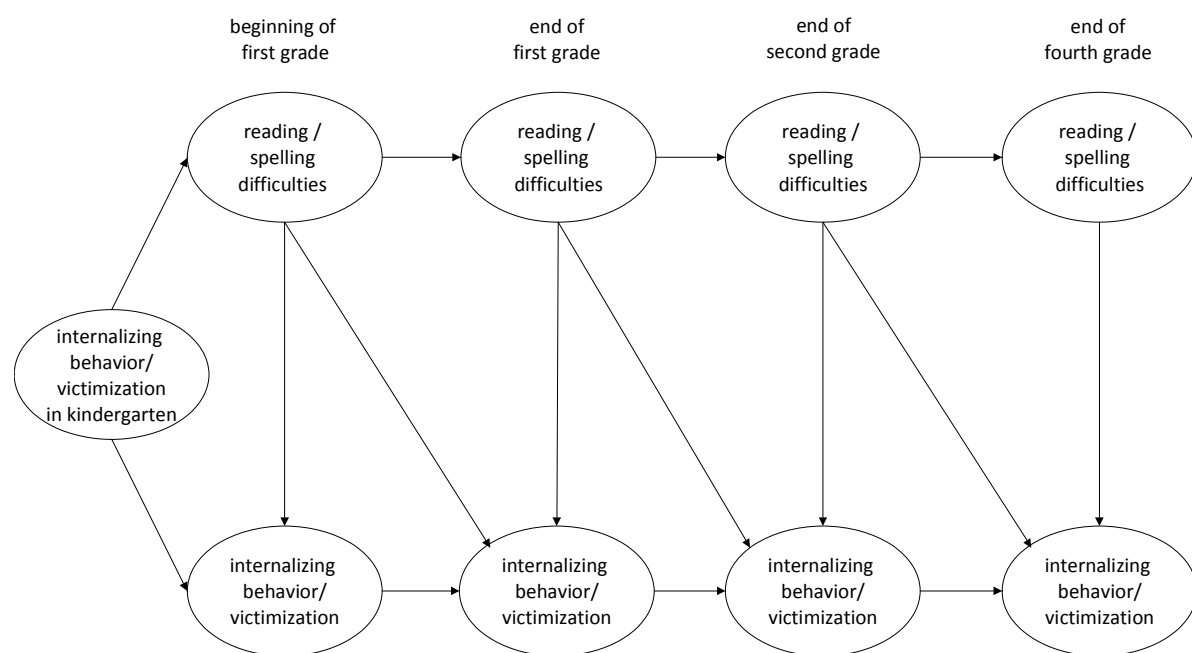 beginning of
first grade
end of
first grade
end of
second grade
end of
fourth grade
reading /
spelling
difficulties
reading /
spelling
difficulties
reading /
spelling
difficulties
reading /
spelling
difficulties
internalizing
behavior/
victimization
in kindergarten
internalizing
behavior/
victimization
internalizing
behavior/
victimization
internalizing
behavior/
victimization
internalizing
behavior/
victimization